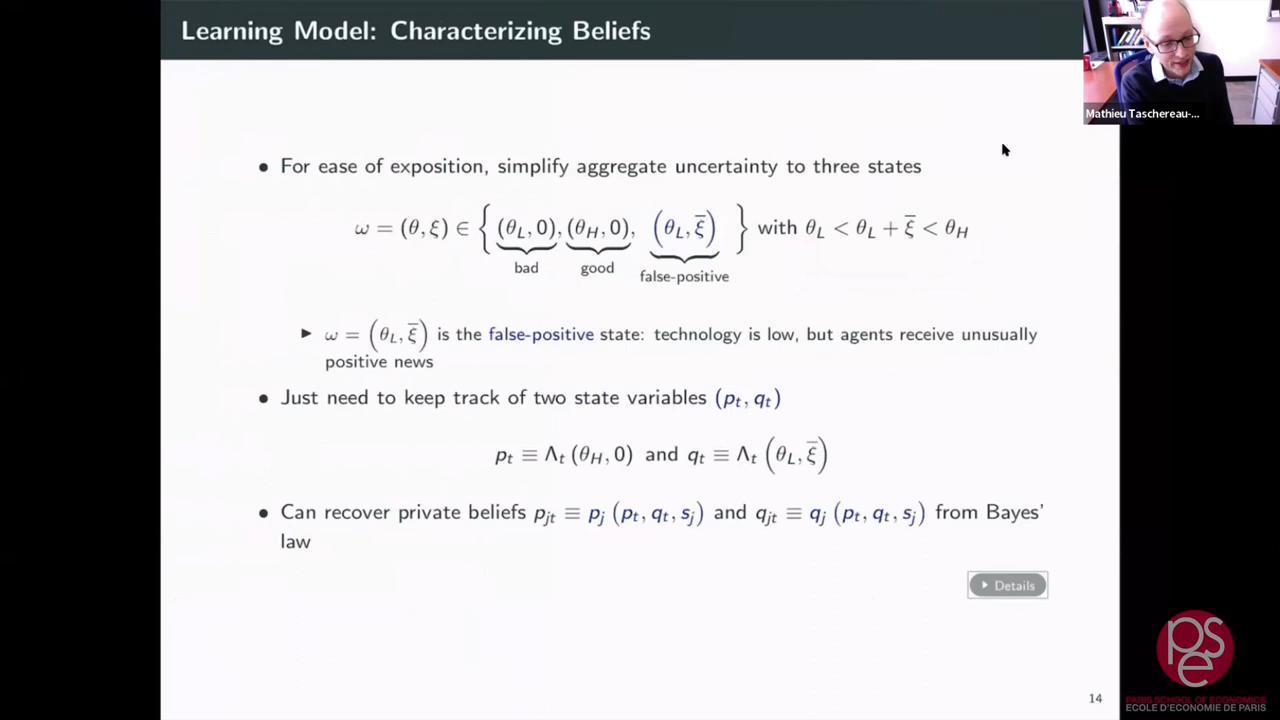 Learning Model: Characterizing Beliefs
Mathieu Taschereau-...
• For ease of exposition, simplify aggregate uncertainty to three states
ω = (θ, ξ) ∈ { (θ_L, 0), (θ_H, 0), (θ_L, ξ̄) } with θ_L < θ_L + ξ̄ < θ_H
bad good false-positive
▶ ω = (θ_L, ξ̄) is the false-positive state: technology is low, but agents receive unusually
positive news
• Just need to keep track of two state variables (p_t, q_t)
p_t ≡ Λ_t (θ_H, 0) and q_t ≡ Λ_t (θ_L, ξ̄)
• Can recover private beliefs p_jt ≡ p_j (p_t, q_t, s_j) and q_jt ≡ q_j (p_t, q_t, s_j) from Bayes'
law
▶ Details
14
pse
PARIS SCHOOL OF ECONOMICS
ECOLE D'ECONOMIE DE PARIS